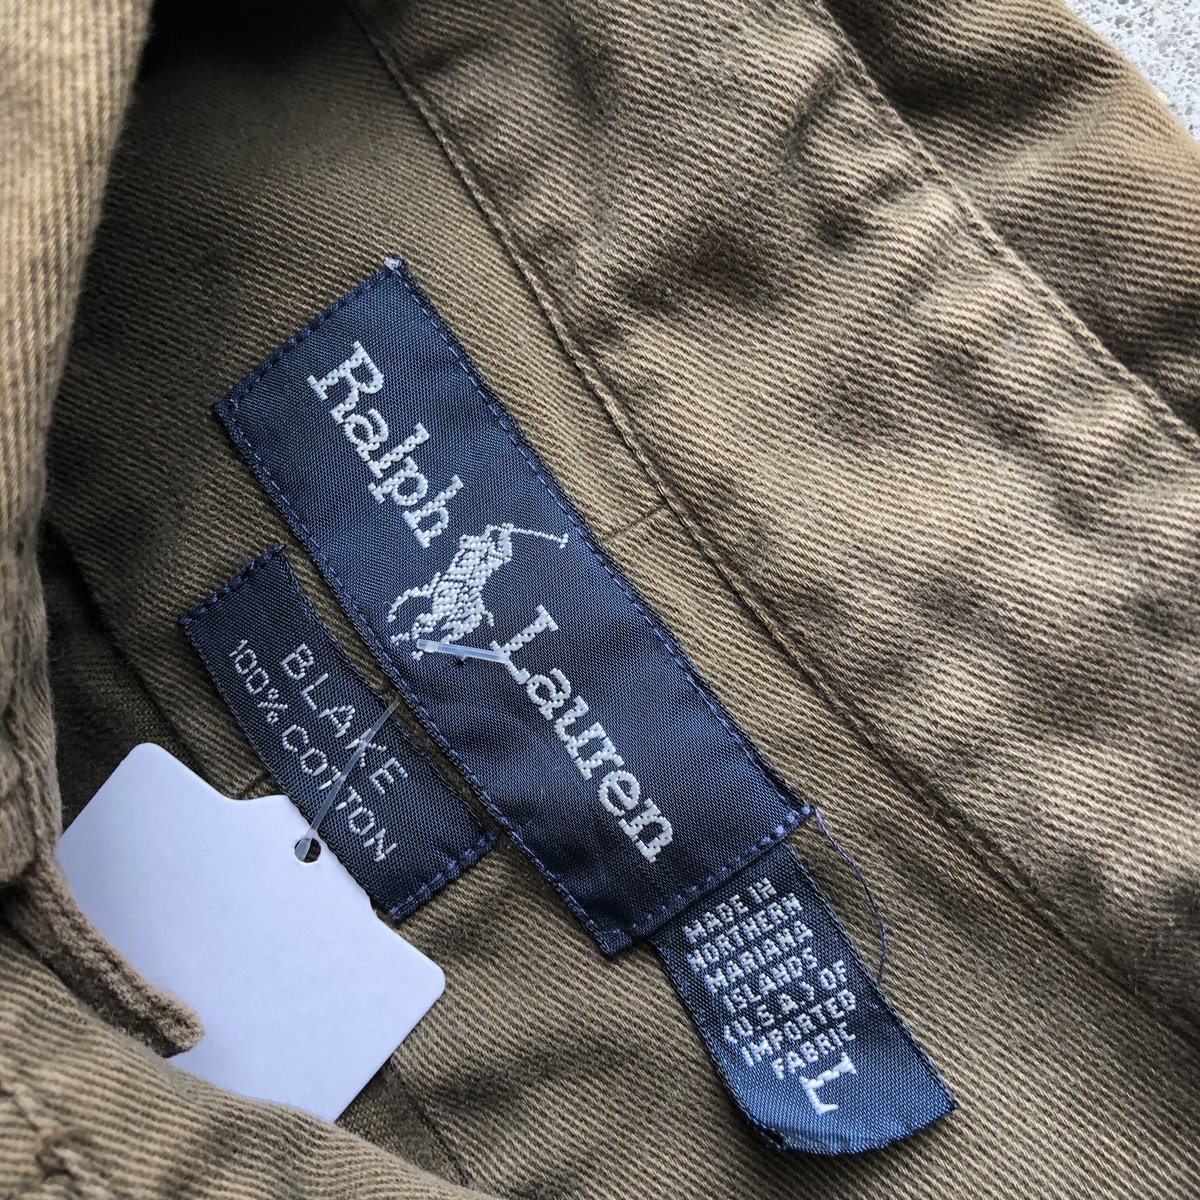 Ralph Lauren
BLAKE
100% COTTON
MADE IN
NORTHERN
MARIANA
ISLANDS
(U.S.A.) OF
IMPORTED
FABRIC
L